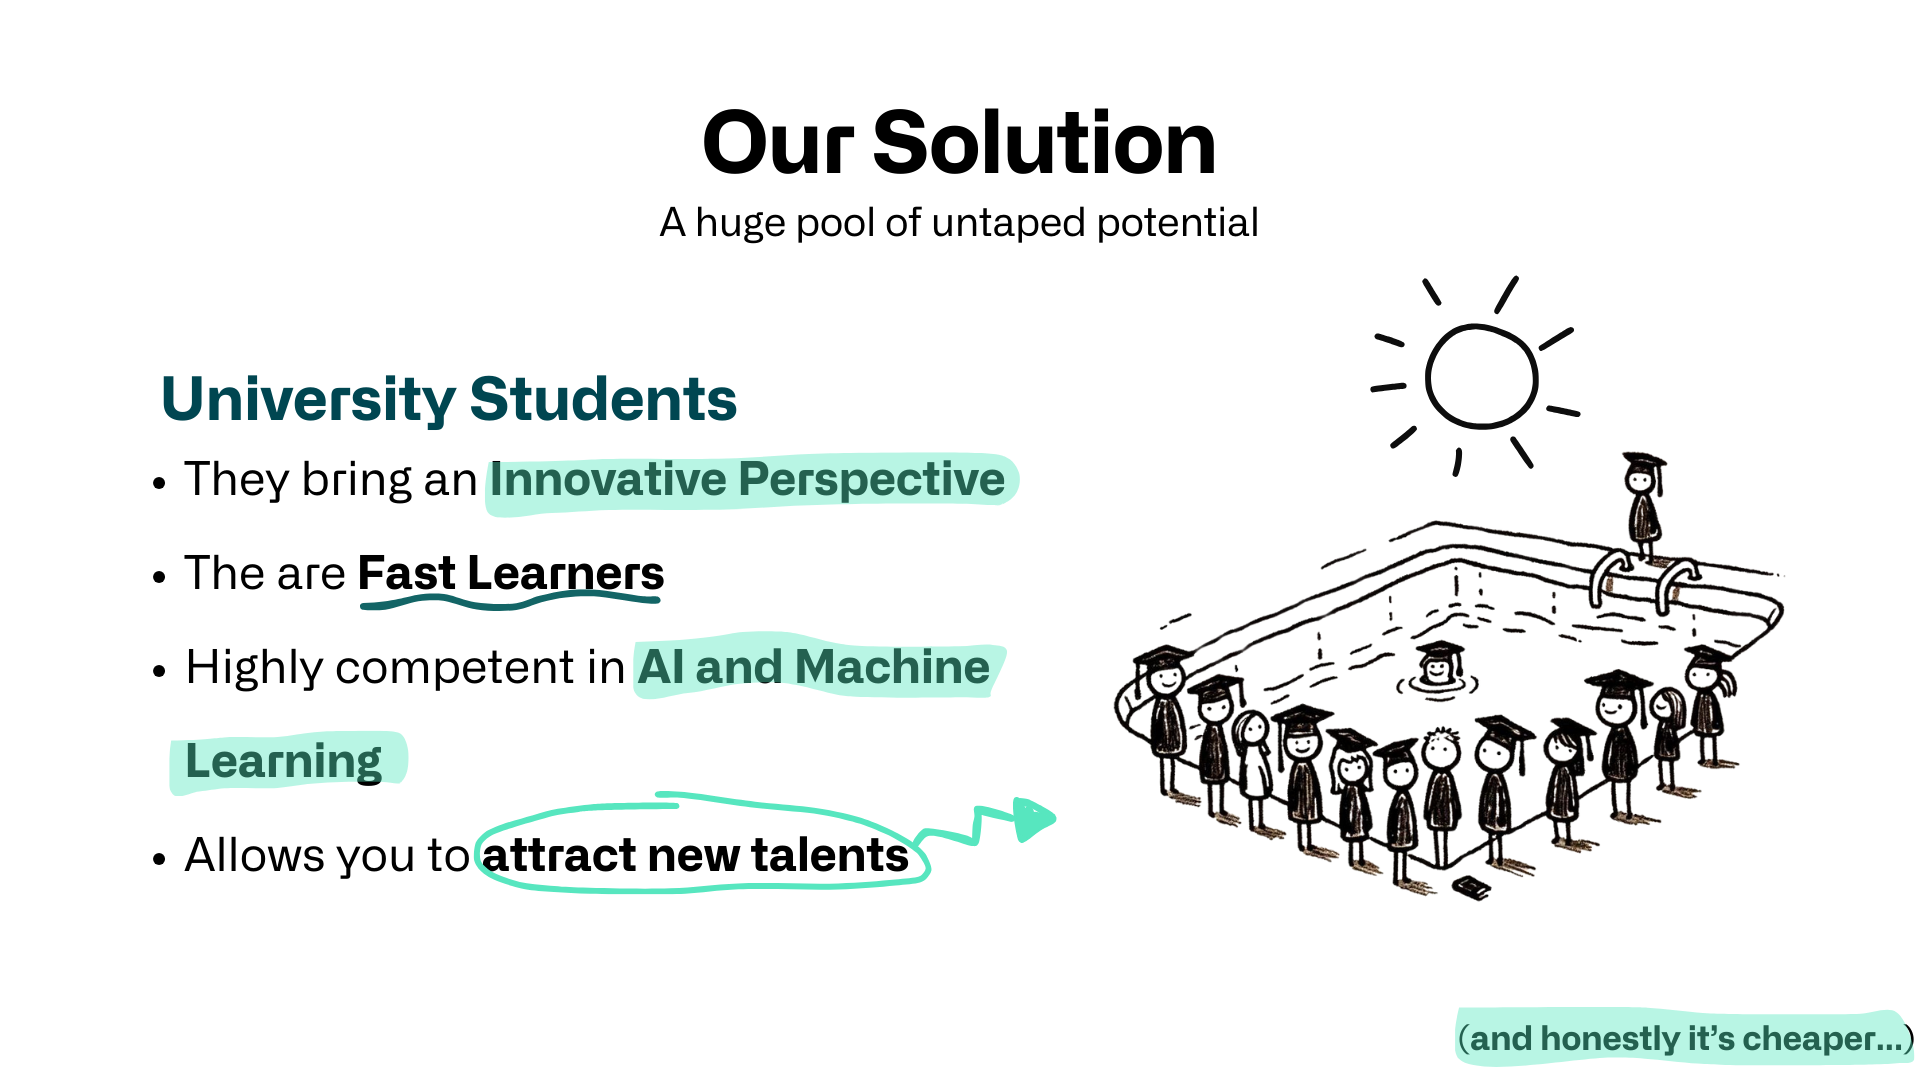 Our Solution
A huge pool of untaped potential
University Students
• They bring an Innovative Perspective
• The are Fast Learners
• Highly competent in AI and Machine
Learning
• Allows you to attract new talents
(and honestly it's cheaper...)